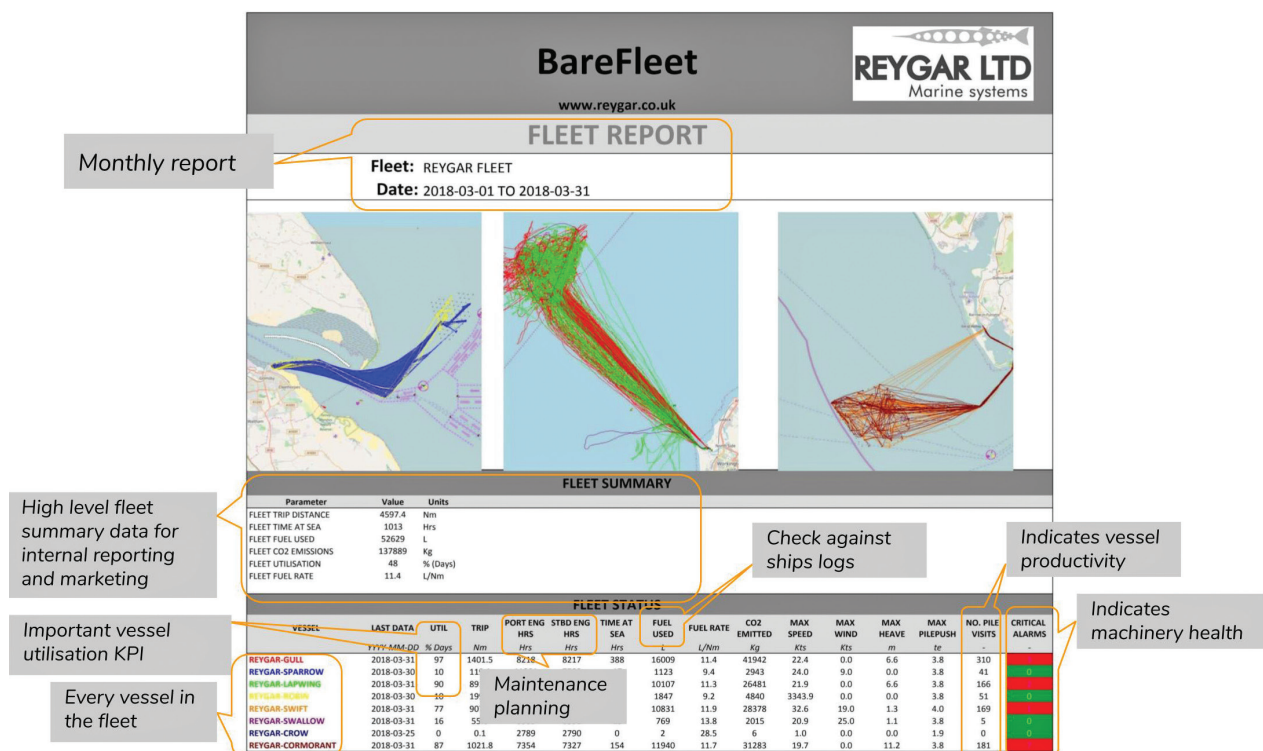 BareFleet
www.reygar.co.uk
REYGAR LTD
Marine systems
FLEET REPORT
Monthly report
Fleet: REYGAR FLEET
Date: 2018-03-01 TO 2018-03-31
FLEET SUMMARY
Parameter Value Units
FLEET TRIP DISTANCE 4597.4 Nm
FLEET TIME AT SEA 1013 Hrs
FLEET FUEL USED 52629 L
FLEET CO2 EMISSIONS 137889 Kg
FLEET UTILISATION 48 % (Days)
FLEET FUEL RATE 11.4 L/Nm
High level fleet
summary data for
internal reporting
and marketing
Check against
ships logs
Indicates vessel
productivity
Indicates
machinery health
Important vessel
utilisation KPI
Every vessel in
the fleet
Maintenance
planning
FLEET STATUS
VESSEL LAST DATA UTIL TRIP PORT ENG HRS STBD ENG HRS TIME AT SEA FUEL USED FUEL RATE CO2 EMITTED MAX SPEED MAX WIND MAX HEAVE MAX PILEPUSH NO. PILE VISITS CRITICAL ALARMS
YYYY-MM-DD % Days Nm Hrs Hrs Hrs L L/Nm Kg Kts Kts m te - -
REYGAR-GULL 2018-03-31 97 1401.5 8218 8217 388 16009 11.4 41942 22.4 0.0 6.6 3.8 310
REYGAR-SPARROW 2018-03-30 10 1123 9.4 2943 24.0 9.0 0.0 3.8 41 0
REYGAR-LAPWING 2018-03-31 90 10107 11.3 26481 21.9 0.0 6.6 3.8 166
REYGAR-ROBIN 2018-03-30 10 1847 9.2 4840 3343.9 0.0 0.0 3.8 51 0
REYGAR-SWIFT 2018-03-31 77 10831 11.9 28378 32.6 19.0 1.3 4.0 169
REYGAR-SWALLOW 2018-03-31 16 769 13.8 2015 20.9 25.0 1.1 3.8 5 0
REYGAR-CROW 2018-03-25 0 0.1 2789 2790 0 2 28.5 6 1.0 0.0 0.0 1.9 0 0
REYGAR-CORMORANT 2018-03-31 87 1021.8 7354 7327 154 11940 11.7 31283 19.7 0.0 11.2 3.8 181